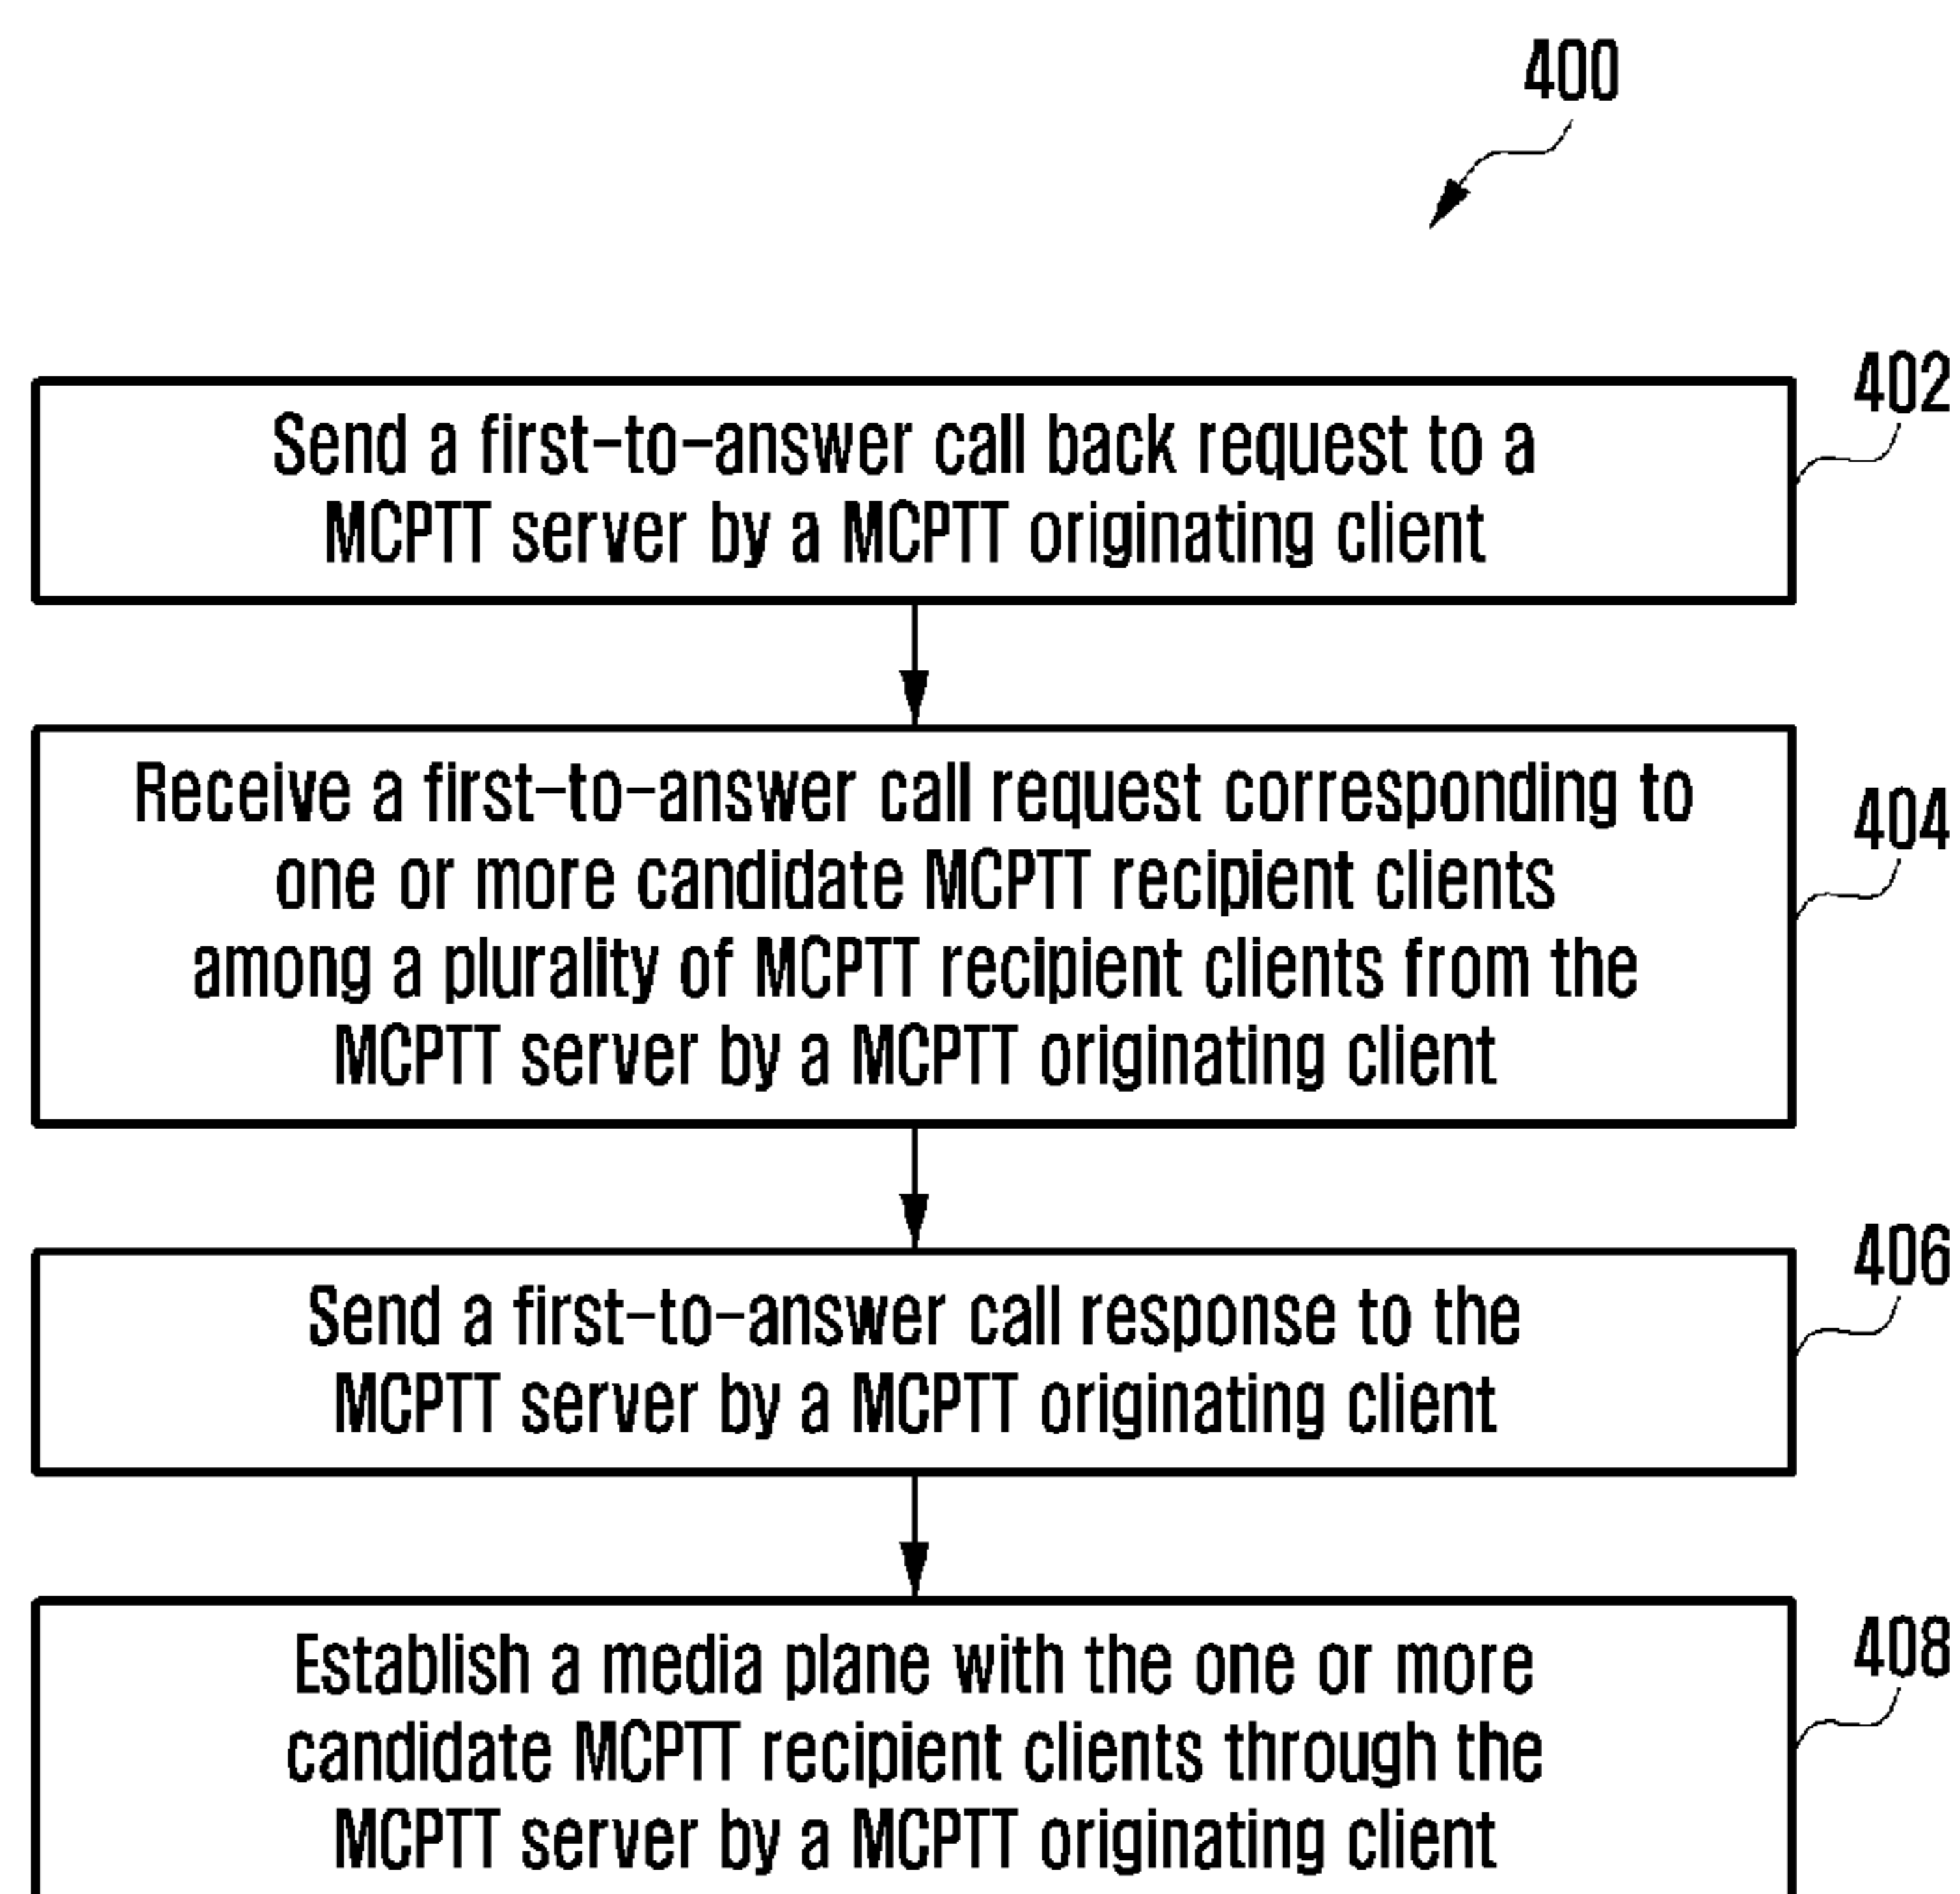 400
402
Send a first-to-answer call back request to a
MCPTT server by a MCPTT originating client
404
Receive a first-to-answer call request corresponding to
one or more candidate MCPTT recipient clients
among a plurality of MCPTT recipient clients from the
MCPTT server by a MCPTT originating client
406
Send a first-to-answer call response to the
MCPTT server by a MCPTT originating client
408
Establish a media plane with the one or more
candidate MCPTT recipient clients through the
MCPTT server by a MCPTT originating client